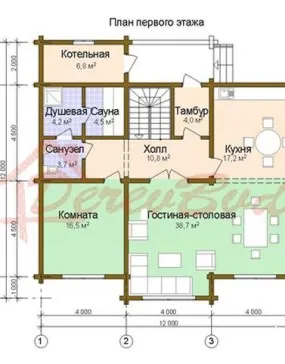 План первого этажа
Котельная
6,8 м²
Душевая
4,2 м²
Сауна
4,5 м²
Тамбур
4,0 м²
Санузел
3,7 м²
Холл
10,8 м²
Кухня
17,2 м²
Комната
16,5 м²
Гостиная-столовая
38,7 м²
DerevBud
2 000
4 500
12 000
4 500
1 000
4 000
4 000
4 000
12 000
1
2
3